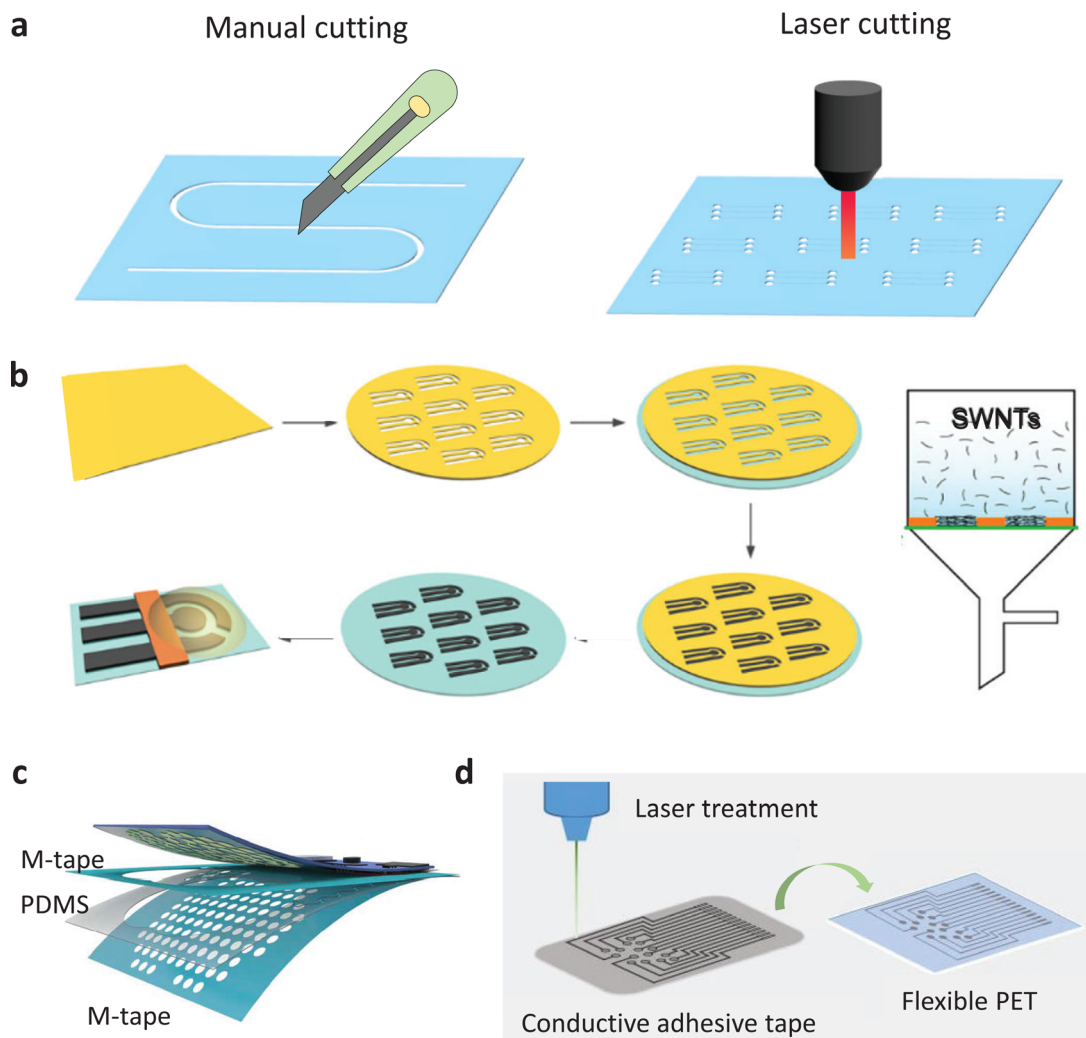 a
Manual cutting
Laser cutting
b
SWNTs
c
M-tape
PDMS
M-tape
d
Laser treatment
Conductive adhesive tape
Flexible PET